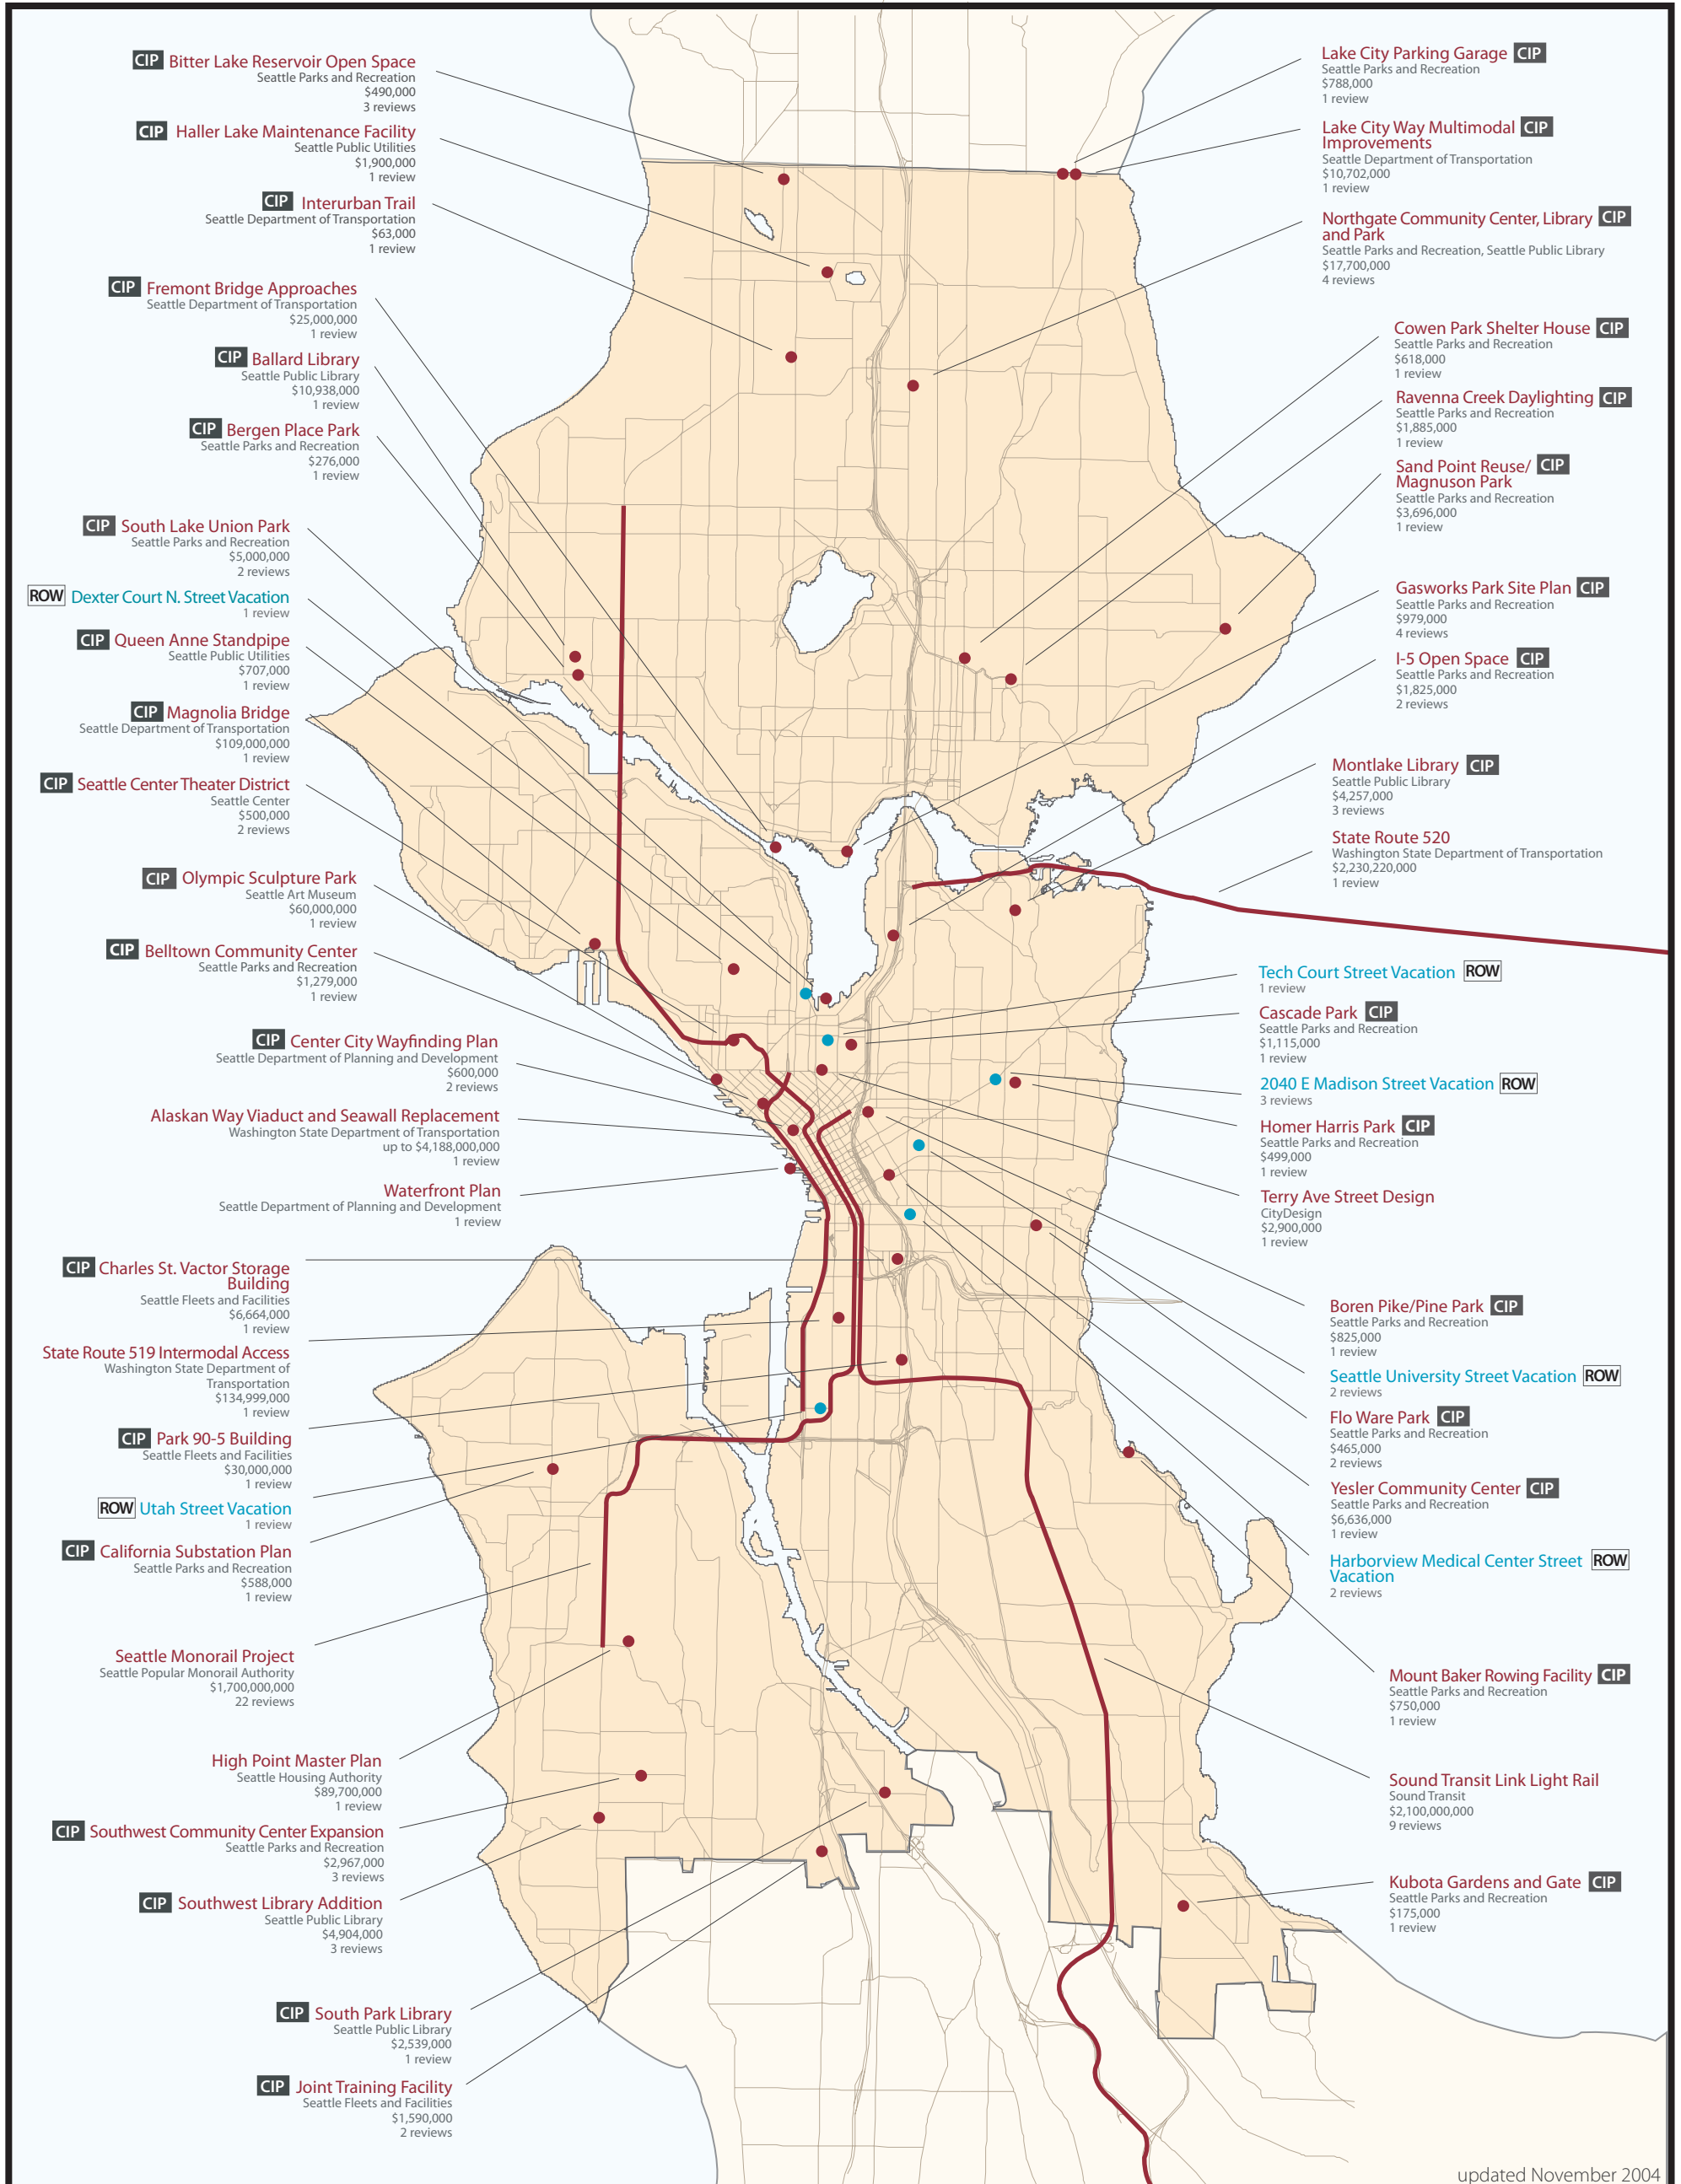 CIP Bitter Lake Reservoir Open Space
Seattle Parks and Recreation
$490,000
3 reviews
CIP Haller Lake Maintenance Facility
Seattle Public Utilities
$1,900,000
1 review
CIP Interurban Trail
Seattle Department of Transportation
$63,000
1 review
CIP Fremont Bridge Approaches
Seattle Department of Transportation
$25,000,000
1 review
CIP Ballard Library
Seattle Public Library
$10,938,000
1 review
CIP Bergen Place Park
Seattle Parks and Recreation
$276,000
1 review
CIP South Lake Union Park
Seattle Parks and Recreation
$5,000,000
2 reviews
ROW Dexter Court N. Street Vacation
1 review
CIP Queen Anne Standpipe
Seattle Public Utilities
$707,000
1 review
CIP Magnolia Bridge
Seattle Department of Transportation
$109,000,000
1 review
CIP Seattle Center Theater District
Seattle Center
$500,000
2 reviews
CIP Olympic Sculpture Park
Seattle Art Museum
$60,000,000
1 review
CIP Belltown Community Center
Seattle Parks and Recreation
$1,279,000
1 review
CIP Center City Wayfinding Plan
Seattle Department of Planning and Development
$600,000
2 reviews
Alaskan Way Viaduct and Seawall Replacement
Washington State Department of Transportation
up to $4,188,000,000
1 review
Waterfront Plan
Seattle Department of Planning and Development
1 review
CIP Charles St. Vactor Storage
Building
Seattle Fleets and Facilities
$6,664,000
1 review
State Route 519 Intermodal Access
Washington State Department of
Transportation
$134,999,000
1 review
CIP Park 90-5 Building
Seattle Fleets and Facilities
$30,000,000
1 review
ROW Utah Street Vacation
1 review
CIP California Substation Plan
Seattle Parks and Recreation
$588,000
1 review
Seattle Monorail Project
Seattle Popular Monorail Authority
$1,700,000,000
22 reviews
High Point Master Plan
Seattle Housing Authority
$89,700,000
1 review
CIP Southwest Community Center Expansion
Seattle Parks and Recreation
$2,967,000
3 reviews
CIP Southwest Library Addition
Seattle Public Library
$4,904,000
3 reviews
CIP South Park Library
Seattle Public Library
$2,539,000
1 review
CIP Joint Training Facility
Seattle Fleets and Facilities
$1,590,000
2 reviews
Lake City Parking Garage CIP
Seattle Parks and Recreation
$788,000
1 review
Lake City Way Multimodal CIP
Improvements
Seattle Department of Transportation
$10,702,000
1 review
Northgate Community Center, Library CIP
and Park
Seattle Parks and Recreation, Seattle Public Library
$17,700,000
4 reviews
Cowen Park Shelter House CIP
Seattle Parks and Recreation
$618,000
1 review
Ravenna Creek Daylighting CIP
Seattle Parks and Recreation
$1,885,000
1 review
Sand Point Reuse/ CIP
Magnuson Park
Seattle Parks and Recreation
$3,696,000
1 review
Gasworks Park Site Plan CIP
Seattle Parks and Recreation
$979,000
4 reviews
I-5 Open Space CIP
Seattle Parks and Recreation
$1,825,000
2 reviews
Montlake Library CIP
Seattle Public Library
$4,257,000
3 reviews
State Route 520
Washington State Department of Transportation
$2,230,220,000
1 review
Tech Court Street Vacation ROW
1 review
Cascade Park CIP
Seattle Parks and Recreation
$1,115,000
1 review
2040 E Madison Street Vacation ROW
3 reviews
Homer Harris Park CIP
Seattle Parks and Recreation
$499,000
1 review
Terry Ave Street Design
CityDesign
$2,900,000
1 review
Boren Pike/Pine Park CIP
Seattle Parks and Recreation
$825,000
1 review
Seattle University Street Vacation ROW
2 reviews
Flo Ware Park CIP
Seattle Parks and Recreation
$465,000
2 reviews
Yesler Community Center CIP
Seattle Parks and Recreation
$6,636,000
1 review
Harborview Medical Center Street ROW
Vacation
2 reviews
Mount Baker Rowing Facility CIP
Seattle Parks and Recreation
$750,000
1 review
Sound Transit Link Light Rail
Sound Transit
$2,100,000,000
9 reviews
Kubota Gardens and Gate CIP
Seattle Parks and Recreation
$175,000
1 review
updated November 2004